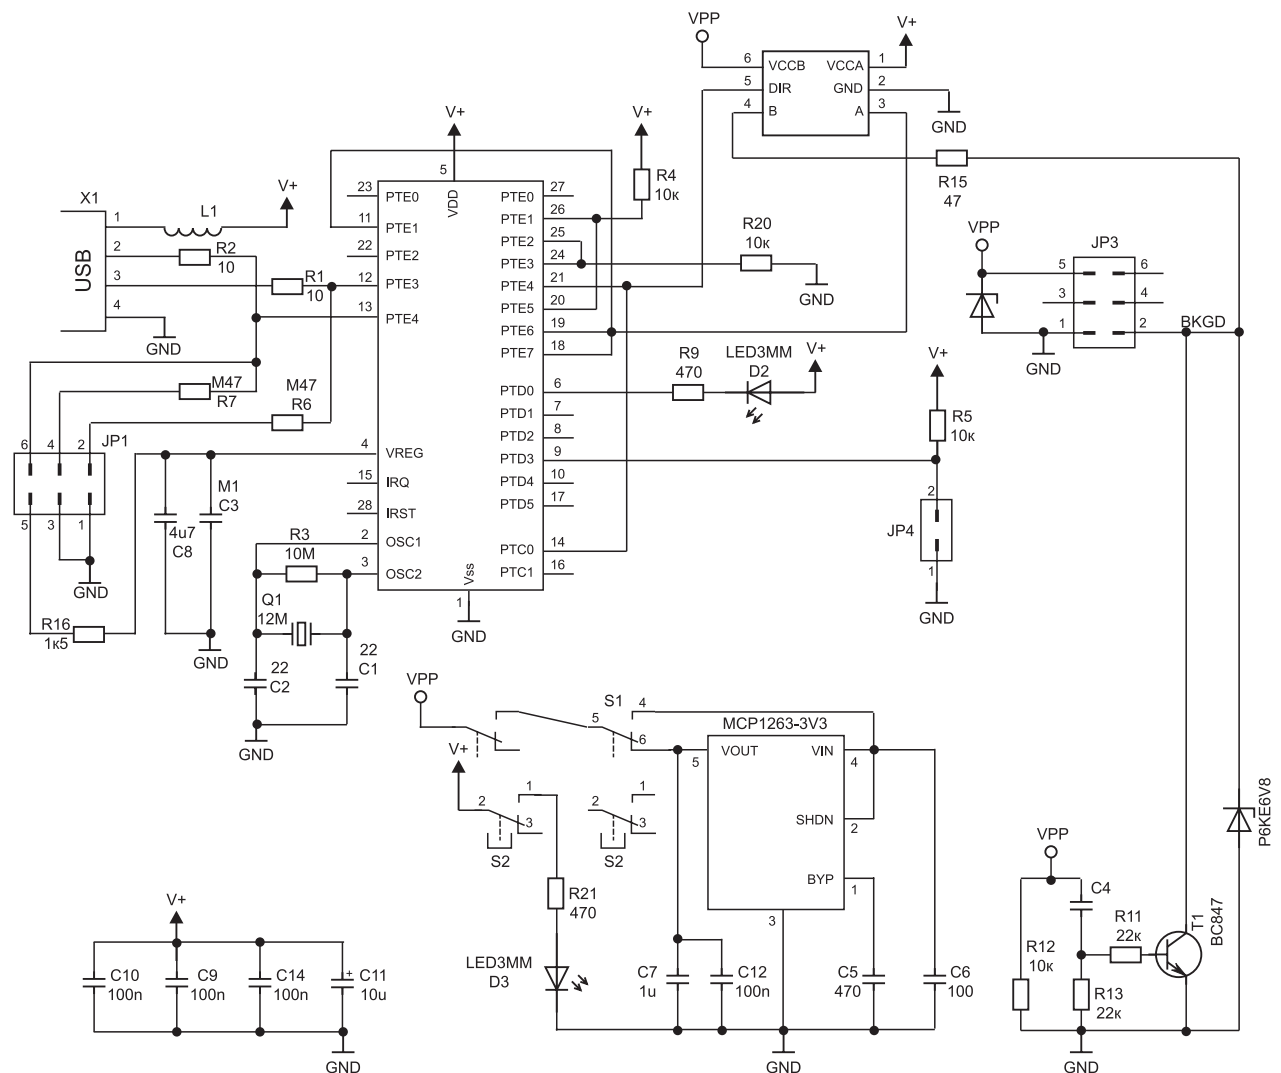 VPP
V+
6 VCCB VCCA 1
5 DIR GND 2
4 B A 3
GND
R15
47
V+
5
VDD
V+
R4
10к
X1
USB
1
2
3
4
L1
V+
R2
10
R1
10
GND
23 PTE0
11 PTE1
22 PTE2
12 PTE3
13 PTE4
4 VREG
15 IRQ
28 IRST
2 OSC1
3 OSC2
PTE0 27
PTE1 26
PTE2 25
PTE3 24
PTE4 21
PTE5 20
PTE6 19
PTE7 18
PTD0 6
PTD1 7
PTD2 8
PTD3 9
PTD4 10
PTD5 17
PTC0 14
PTC1 16
Vss
1
GND
R20
10к
GND
R9
470
LED3MM
D2
V+
VPP
JP3
5 6
3 4
1 2
GND
BKGD
V+
R5
10к
2
JP4
1
GND
M47
R7
M47
R6
JP1
6 4 2
5 3 1
GND
R16
1к5
4u7
C8
M1
C3
GND
R3
10M
Q1
12M
22
C2
22
C1
GND
VPP
S1
5
4
6
V+
2
1
3
S2
2
1
3
S2
MCP1263-3V3
VOUT
5
VIN
4
SHDN
2
BYP
1
3
R21
470
LED3MM
D3
C7
1u
C12
100n
C5
470
C6
100
GND
V+
C10
100n
C9
100n
C14
100n
+
C11
10u
GND
VPP
C4
R11
22к
R12
10к
R13
22к
T1
BC847
P6KE6V8
GND